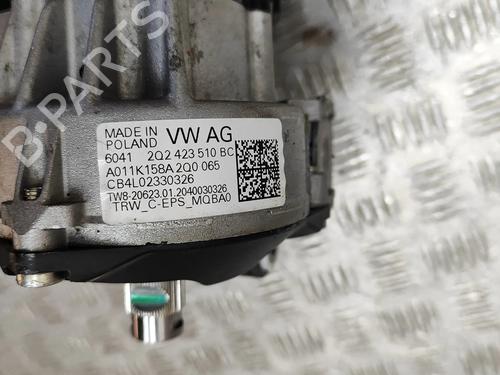 B-PARTS
MADE IN POLAND VW AG
6041 2Q2 423 510 BC
A011K158A 2Q0 065
CB4L02330326
TW8-20623.01.2040030326
TRW_C-EPS_MQBA0